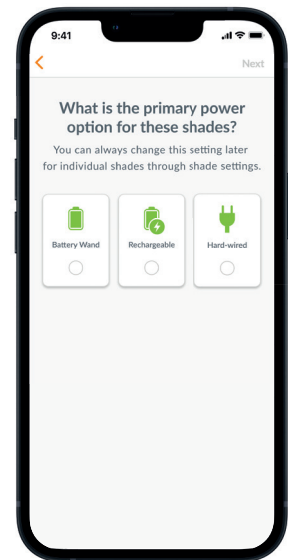 9:41
Next
What is the primary power
option for these shades?
You can always change this setting later
for individual shades through shade settings.
Battery Wand
Rechargeable
Hard-wired